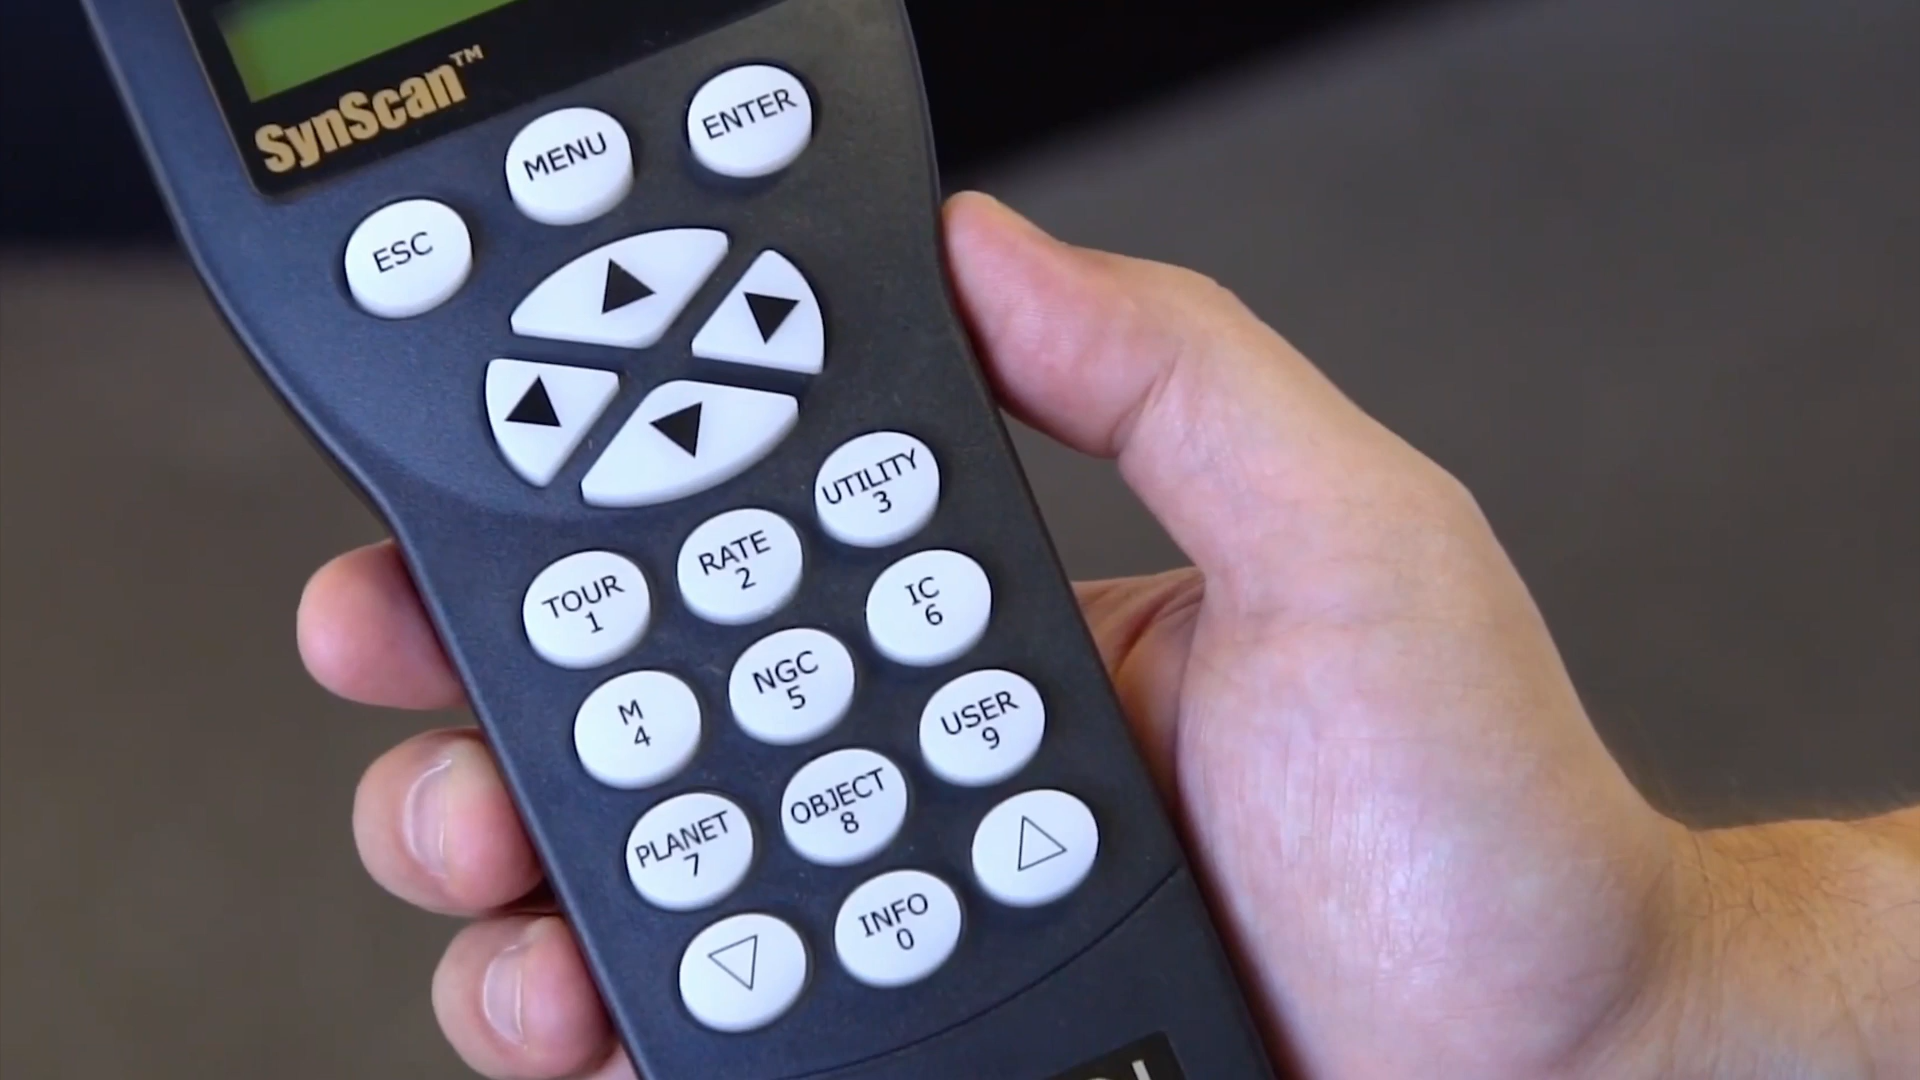 SynScan™
ESC
MENU
ENTER
TOUR
1
RATE
2
UTILITY
3
M
4
NGC
5
IC
6
PLANET
7
OBJECT
8
USER
9
INFO
0